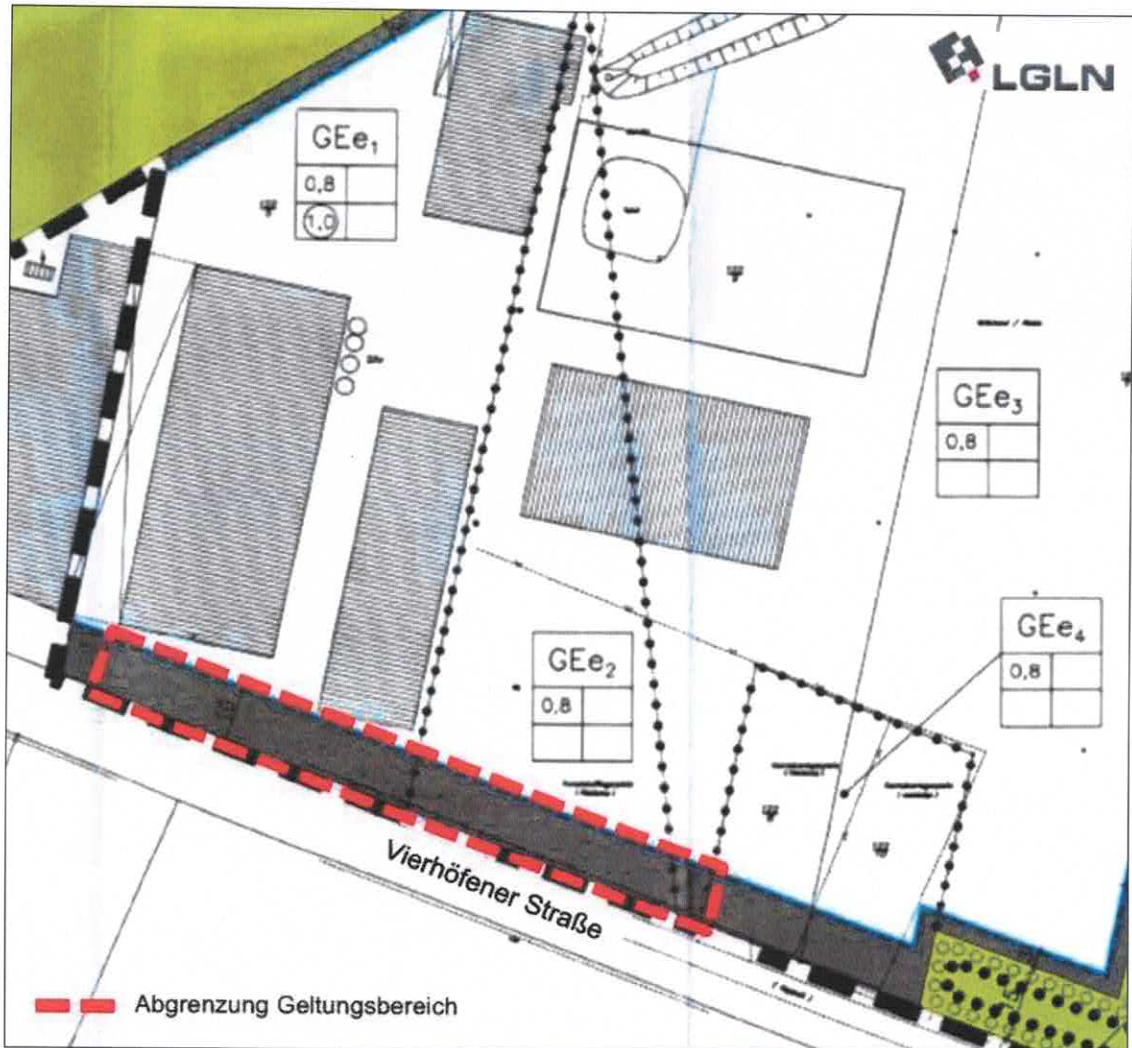 LGLN
GEe₁
0,8
1,0
GEe₃
0,8
GEe₄
0,8
GEe₂
0,8
Vierhöfener Straße
Abgrenzung Geltungsbereich